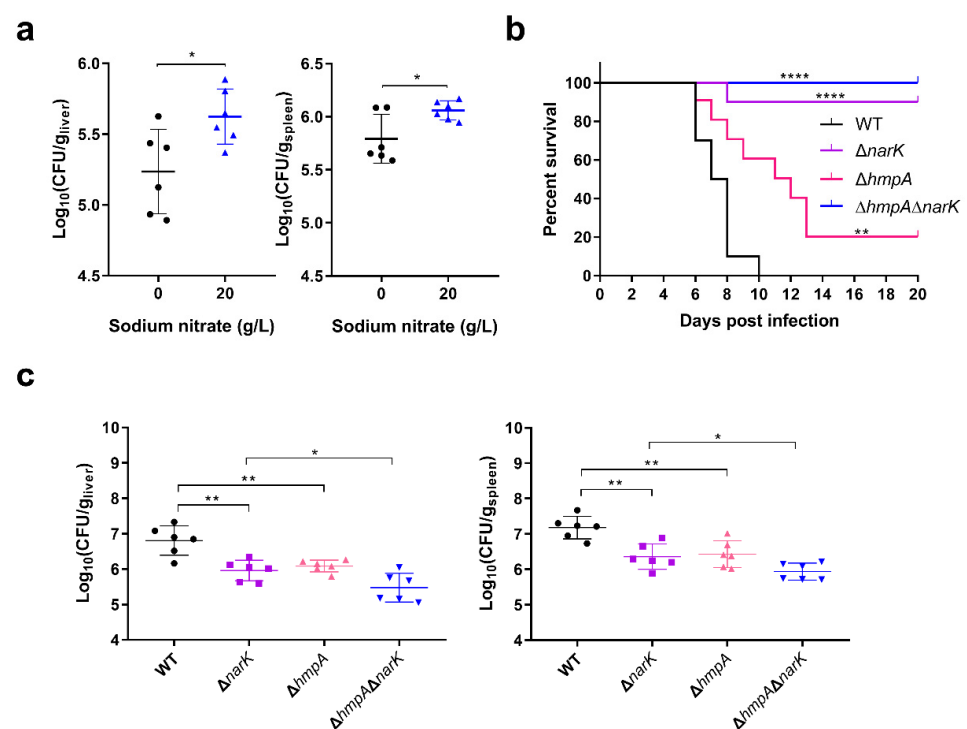 a
Log10(CFU/gliver)
6.0
5.5
5.0
4.5
*
0
20
Sodium nitrate (g/L)
Log10(CFU/gspleen)
6.5
6.0
5.5
5.0
4.5
*
0
20
Sodium nitrate (g/L)
b
Percent survival
100
80
60
40
20
0
****
****
**
WT
ΔnarK
ΔhmpA
ΔhmpAΔnarK
0
2
4
6
8
10
12
14
16
18
20
Days post infection
c
Log10(CFU/gliver)
10
9
8
7
6
5
4
*
**
**
WT
ΔnarK
ΔhmpA
ΔhmpAΔnarK
Log10(CFU/gspleen)
10
9
8
7
6
5
4
*
**
**
WT
ΔnarK
ΔhmpA
ΔhmpAΔnarK